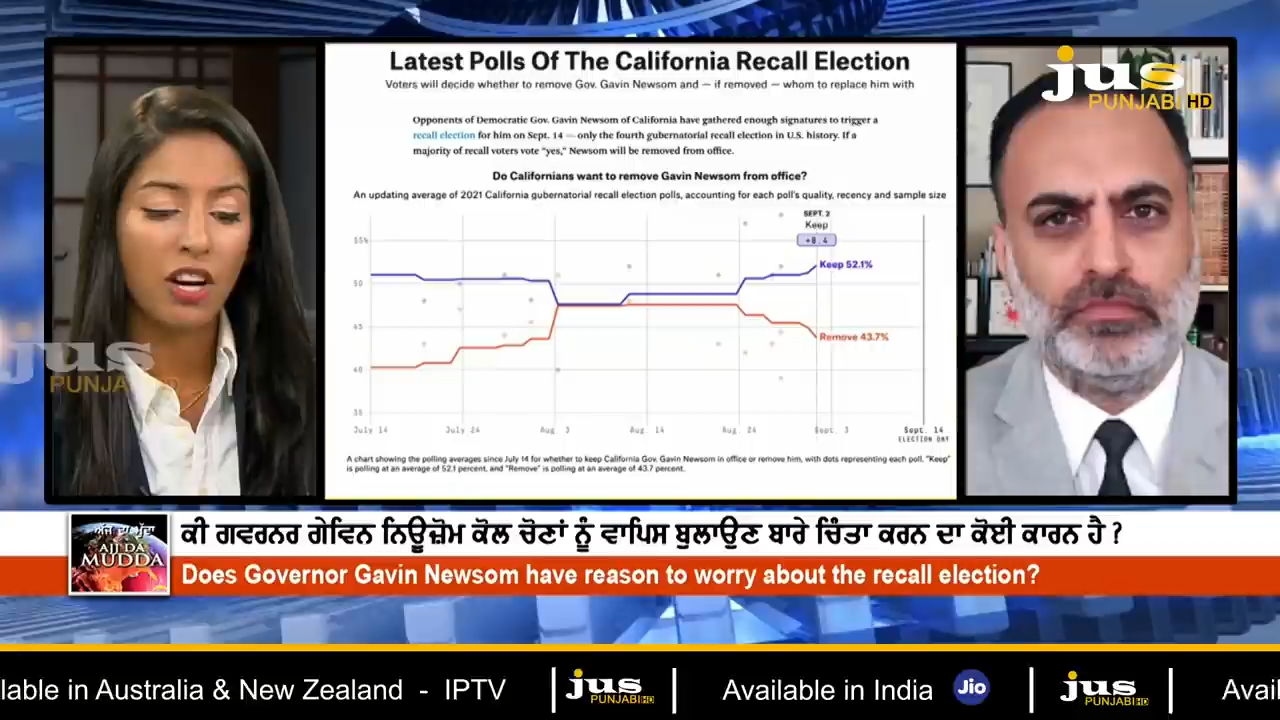 Latest Polls Of The California Recall Election
Voters will decide whether to remove Gov. Gavin Newsom and — if removed — whom to replace him with
Opponents of Democratic Gov. Gavin Newsom of California have gathered enough signatures to trigger a
recall election for him on Sept. 14 — only the fourth gubernatorial recall election in U.S. history. If a
majority of recall voters vote "yes," Newsom will be removed from office.
Do Californians want to remove Gavin Newsom from office?
An updating average of 2021 California gubernatorial recall election polls, accounting for each poll's quality, recency and sample size
SEPT. 2
Keep
+8.4
55%
50
45
40
35
Keep 52.1%
Remove 43.7%
July 14
July 24
Aug. 3
Aug. 14
Aug. 24
Sept. 3
Sept. 14
ELECTION DAY
A chart showing the polling averages since July 14 for whether to keep California Gov. Gavin Newsom in office or remove him, with dots representing each poll. "Keep"
is polling at an average of 52.1 percent, and "Remove" is polling at an average of 43.7 percent.
jus
PUNJABI HD
jus
PUNJABI HD
ਅੱਜ ਦਾ ਮੁੱਦਾ
AJJ DA
MUDDA
ਕੀ ਗਵਰਨਰ ਗੇਵਿਨ ਨਿਊਜ਼ੋਮ ਕੋਲ ਚੋਣਾਂ ਨੂੰ ਵਾਪਿਸ ਬੁਲਾਉਣ ਬਾਰੇ ਚਿੰਤਾ ਕਰਨ ਦਾ ਕੋਈ ਕਾਰਨ ਹੈ ?
Does Governor Gavin Newsom have reason to worry about the recall election?
lable in Australia & New Zealand - IPTV
jus
PUNJABI HD
Available in India
Jio
jus
PUNJABI HD
Avail